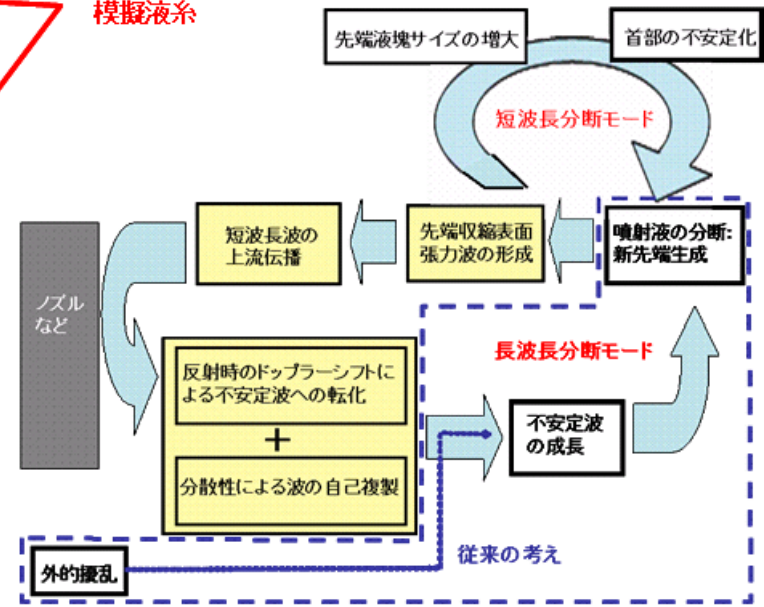 模擬液糸
先端液塊サイズの増大
首部の不安定化
短波長分断モード
短波長波の
上流伝播
先端収縮表面
張力波の形成
噴射液の分断:
新先端生成
ノズル
など
反射時のドップラーシフトに
よる不安定波への転化
+
分散性による波の自己複製
長波長分断モード
不安定波
の成長
従来の考え
外的擾乱